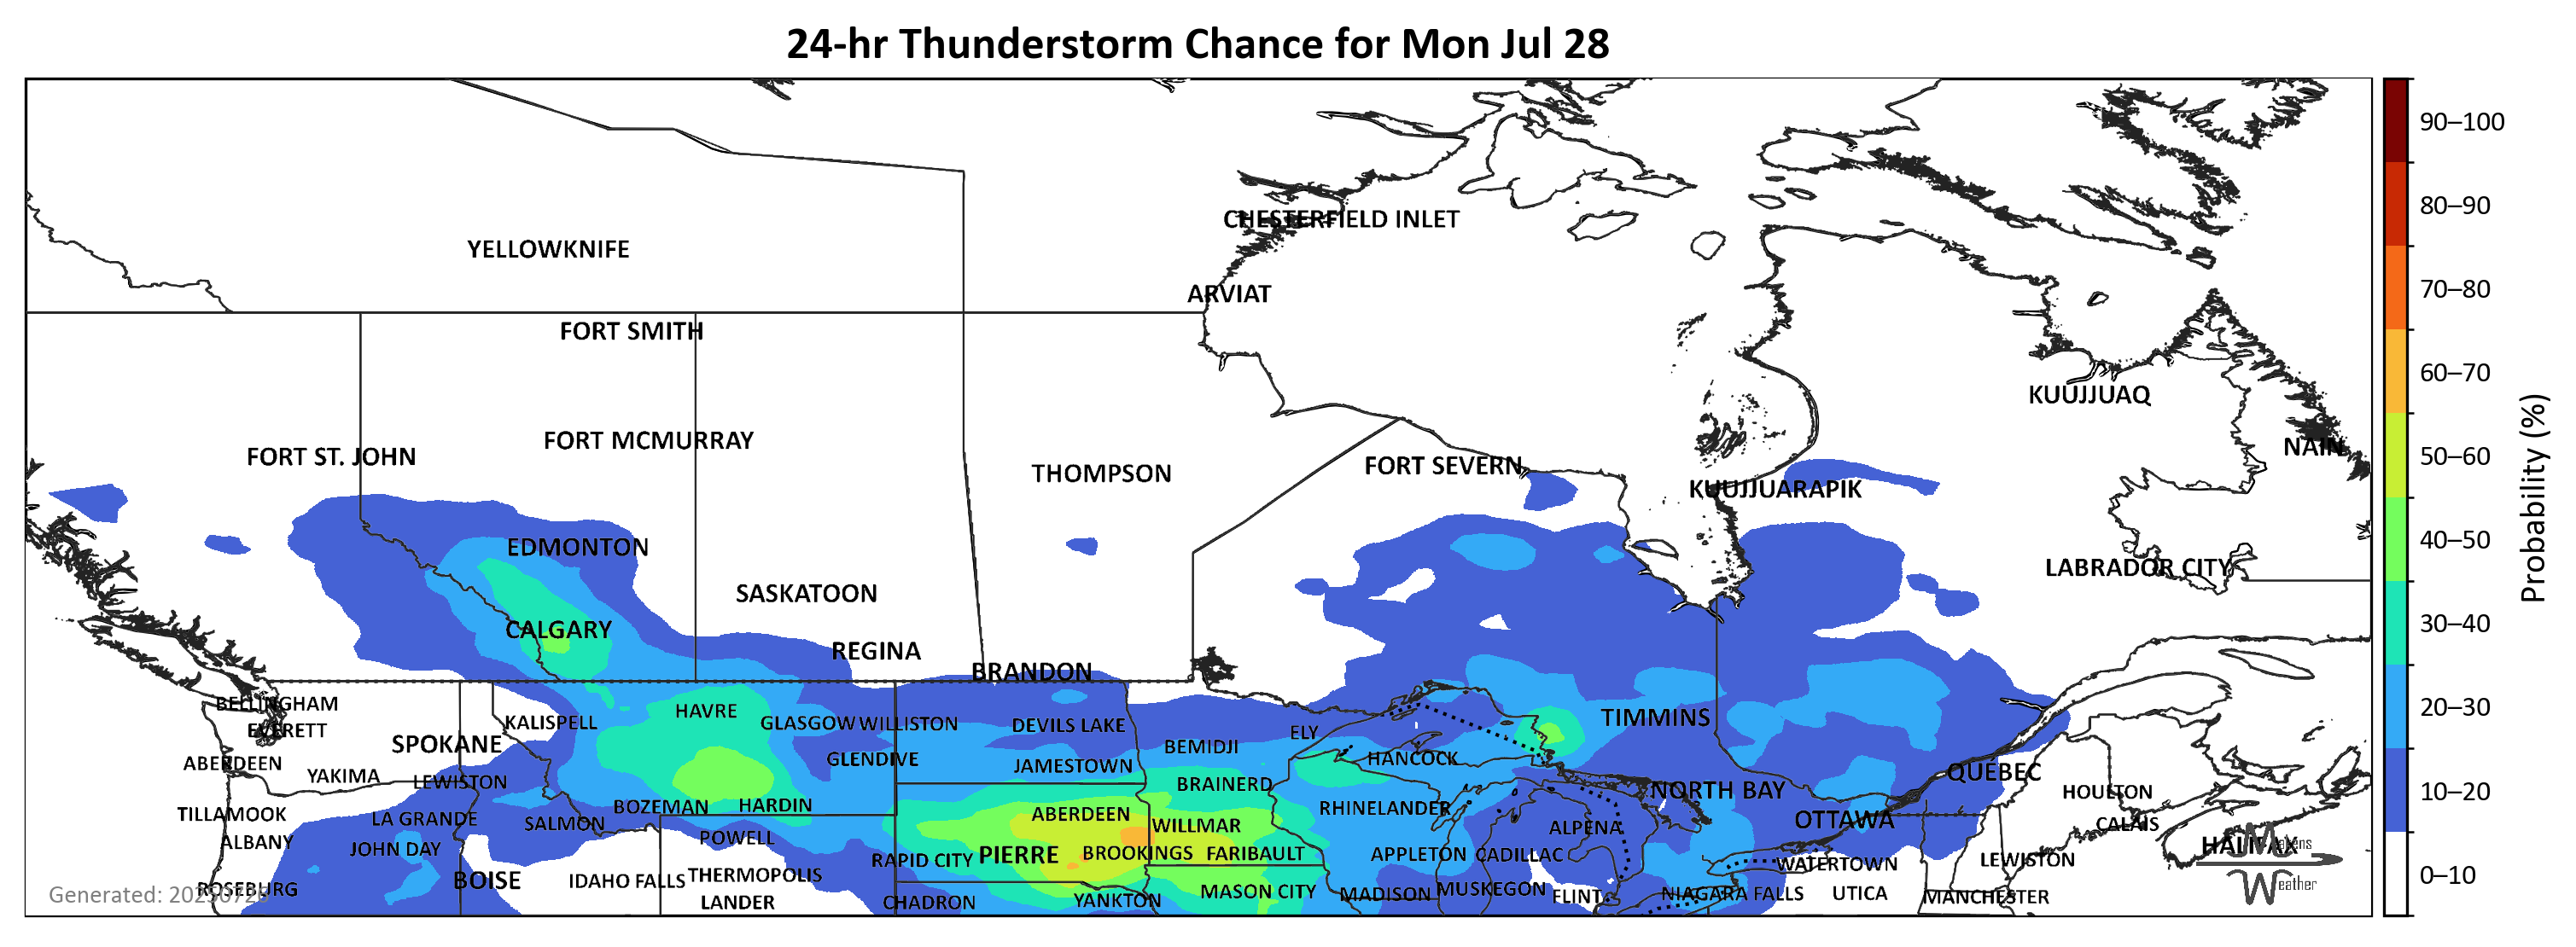 24-hr Thunderstorm Chance for Mon Jul 28
CHESTERFIELD INLET
YELLOWKNIFE
ARVIAT
FORT SMITH
KUUJJUAQ
FORT MCMURRAY
NAIN
FORT ST. JOHN
FORT SEVERN
THOMPSON
KUUJJUARAPIK
EDMONTON
LABRADOR CITY
SASKATOON
CALGARY
REGINA
BRANDON
BELLINGHAM
HAVRE
TIMMINS
KALISPELL
GLASGOW
WILLISTON
DEVILS LAKE
EVERETT
ELY
SPOKANE
BEMIDJI
HANCOCK
GLENDIVE
ABERDEEN
JAMESTOWN
QUEBEC
YAKIMA
LEWISTON
BRAINERD
NORTH BAY
HOULTON
BOZEMAN
HARDIN
RHINELANDER
TILLAMOOK
ABERDEEN
LA GRANDE
SALMON
WILLMAR
ALPENA
OTTAWA
CALAIS
POWELL
ALBANY
HALIFAX
JOHN DAY
PIERRE
BROOKINGS
FARIBAULT
APPLETON
CADILLAC
RAPID CITY
LEWISTON
WATERTOWN
THERMOPOLIS
BOISE
IDAHO FALLS
ROSEBURG
MASON CITY
MADISON
MUSKEGON
FLINT
NIAGARA FALLS
UTICA
MANCHESTER
LANDER
CHADRON
YANKTON
Generated: 20250726
Weather
90–100
80–90
70–80
60–70
50–60
40–50
30–40
20–30
10–20
0–10
Probability (%)